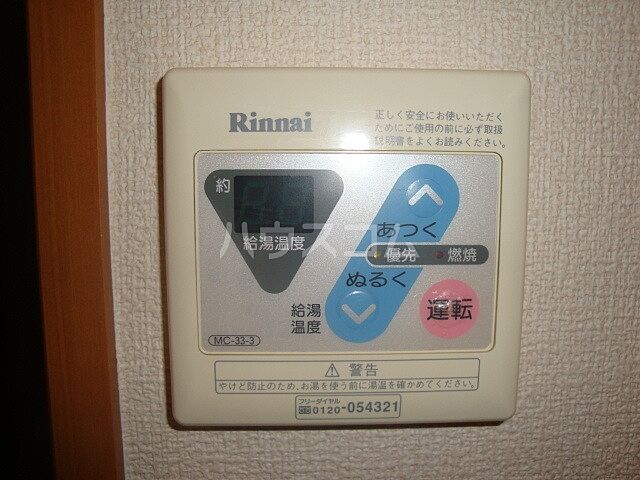 Rinnai
正しく安全にお使いいただく
ためにご使用の前に必ず取扱
説明書をよくお読みください。
約
給湯温度
あつく
優先 燃焼
ぬるく
給湯
温度
運転
MC-33-3
ハウスコム
警告
やけど防止のため、お湯を使う前に湯温を確かめてください。
フリーダイヤル
0120-054321